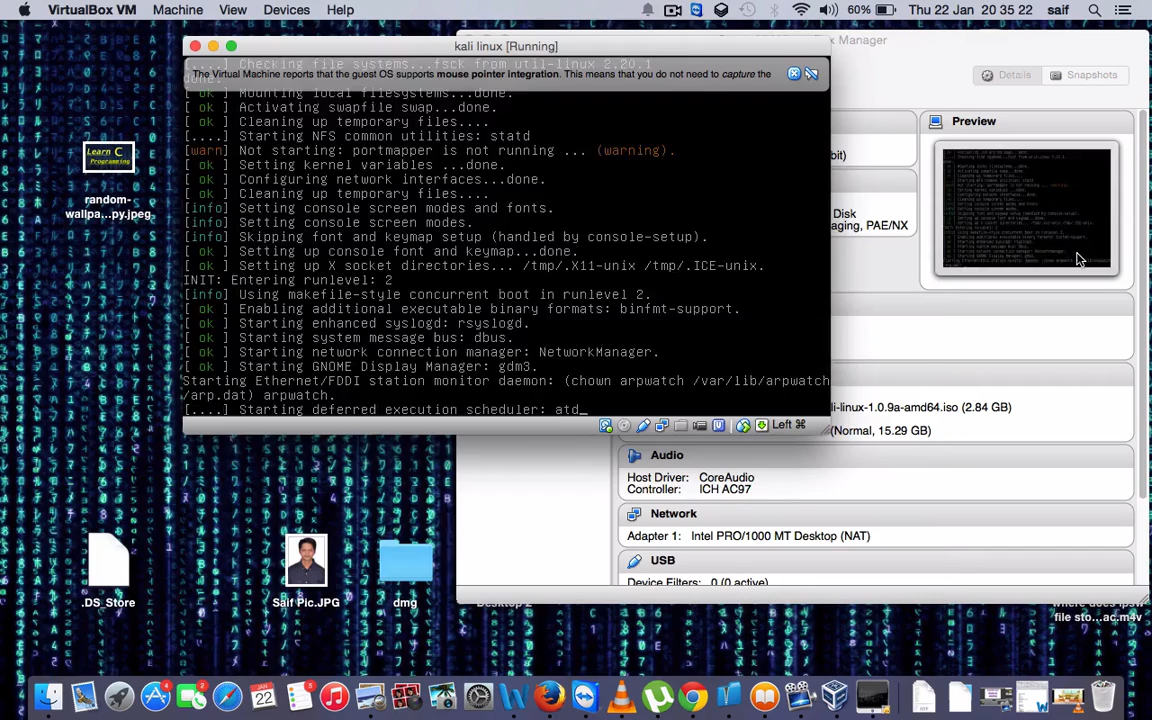 VirtualBox VM Machine View Devices Help 60% Thu 22 Jan 20 35 22 saif
kali linux [Running]
Manager
Details Snapshots
Checking file systems...fsck from util-linux 2.20.1
done.
The Virtual Machine reports that the guest OS supports mouse pointer integration. This means that you do not need to capture the
[ ok ] Mounting local filesystems...done.
[ ok ] Activating swapfile swap...done.
[ ok ] Cleaning up temporary files....
[....] Starting NFS common utilities: statd
[warn] Not starting: portmapper is not running ... (warning).
[ ok ] Setting kernel variables ...done.
[ ok ] Configuring network interfaces...done.
[ ok ] Cleaning up temporary files....
[info] Setting console screen modes and fonts.
[info] Setting console screen modes.
[info] Skipping font and keymap setup (handled by console-setup).
[ ok ] Setting up console font and keymap...done.
[ ok ] Setting up X socket directories... /tmp/.X11-unix /tmp/.ICE-unix.
INIT: Entering runlevel: 2
[info] Using makefile-style concurrent boot in runlevel 2.
[ ok ] Enabling additional executable binary formats: binfmt-support.
[ ok ] Starting enhanced syslogd: rsyslogd.
[ ok ] Starting system message bus: dbus.
[ ok ] Starting network connection manager: NetworkManager.
[ ok ] Starting GNOME Display Manager: gdm3.
Starting Ethernet/FDDI station monitor daemon: (chown arpwatch /var/lib/arpwatch
/arp.dat) arpwatch.
[....] Starting deferred execution scheduler: atd_
Left ⌘
Preview
bit)
Disk
aging, PAE/NX
li-linux-1.0.9a-amd64.iso (2.84 GB)
(Normal, 15.29 GB)
Audio
Host Driver: CoreAudio
Controller: ICH AC97
Network
Adapter 1: Intel PRO/1000 MT Desktop (NAT)
USB
Device Filters: 0 (0 active)
Learn C
Programming
random-
wallpa...py.jpeg
.DS_Store
Saif Pic.JPG
dmg
Desktop 2
where does ipsw
file sto...ac.m4v
JAN
22